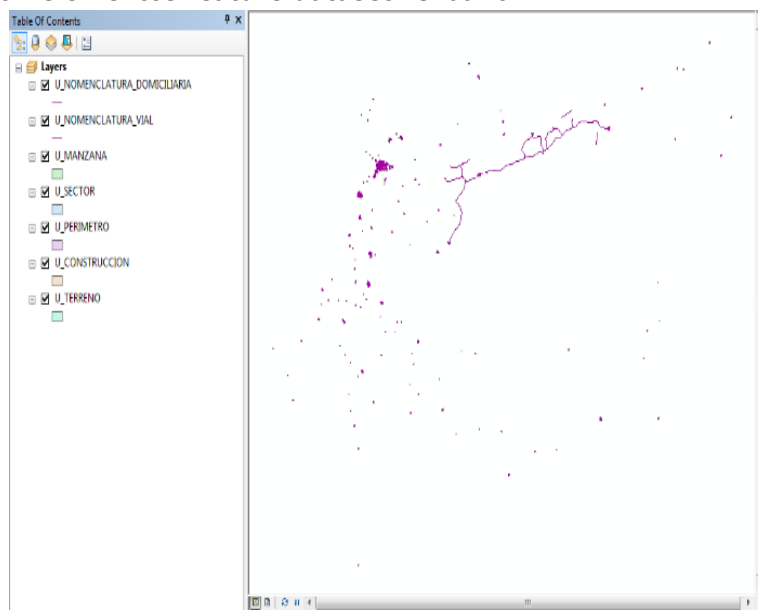 Table Of Contents
Layers
U_NOMENCLATURA_DOMICILIARIA
U_NOMENCLATURA_VIAL
U_MANZANA
U_SECTOR
U_PERIMETRO
U_CONSTRUCCION
U_TERRENO